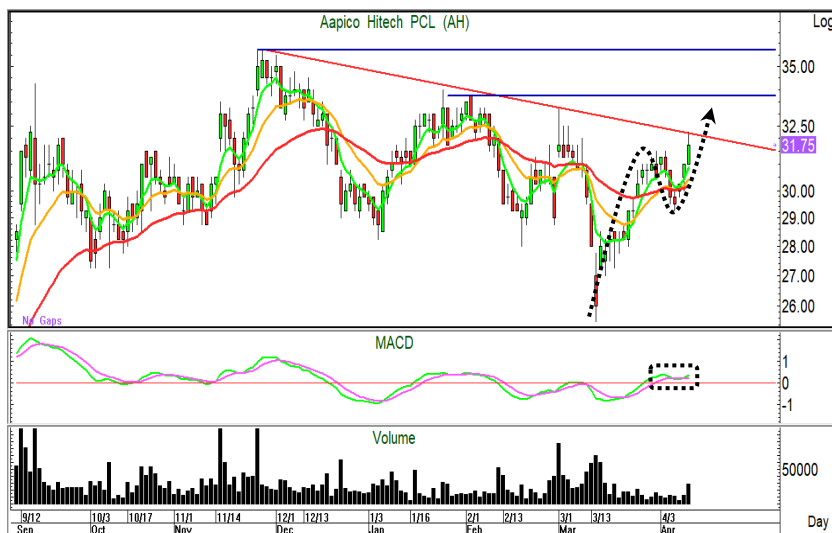 Aapico Hitech PCL (AH)
Log
35.00
32.50
31.75
30.00
29.00
28.00
27.00
26.00
No Gaps
MACD
1
0
-1
Volume
50000
9/12 10/3 10/17 11/1 11/14 12/1 12/13 1/3 1/16 2/1 2/13 3/1 3/13 4/3
Sep Oct Nov Dec Jan Feb Mar Apr
Day